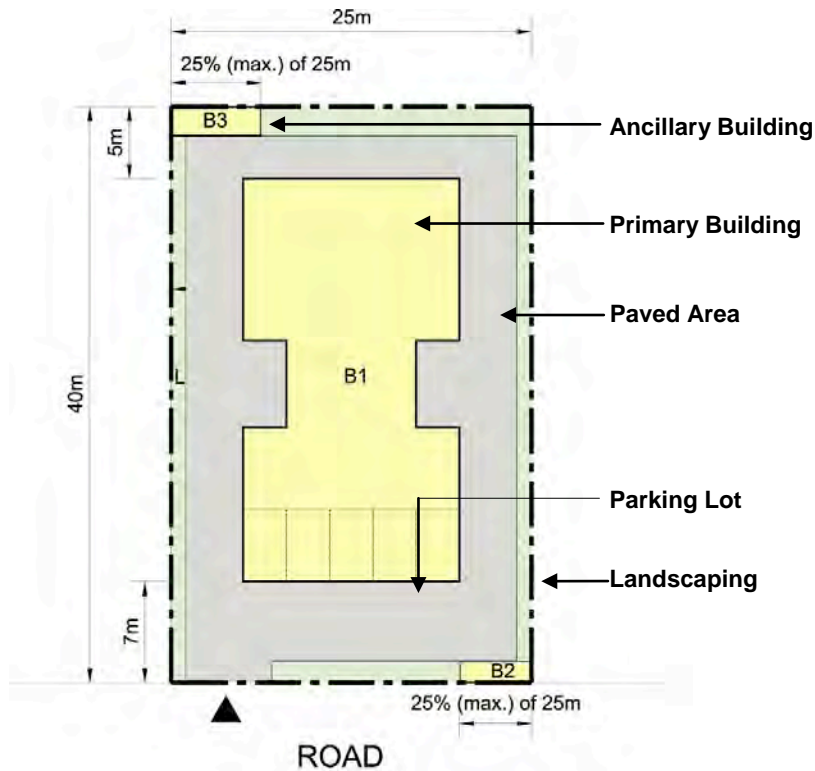 25m
25% (max.) of 25m
B3
Ancillary Building
5m
Primary Building
Paved Area
B1
L
40m
Parking Lot
Landscaping
7m
B2
25% (max.) of 25m
ROAD